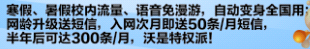 寒假、暑假校内流量、语音免漫游，自动变身全国用；
网龄升级送短信，入网次月即送50条/月短信，
半年后可达300条/月，沃是特权派！